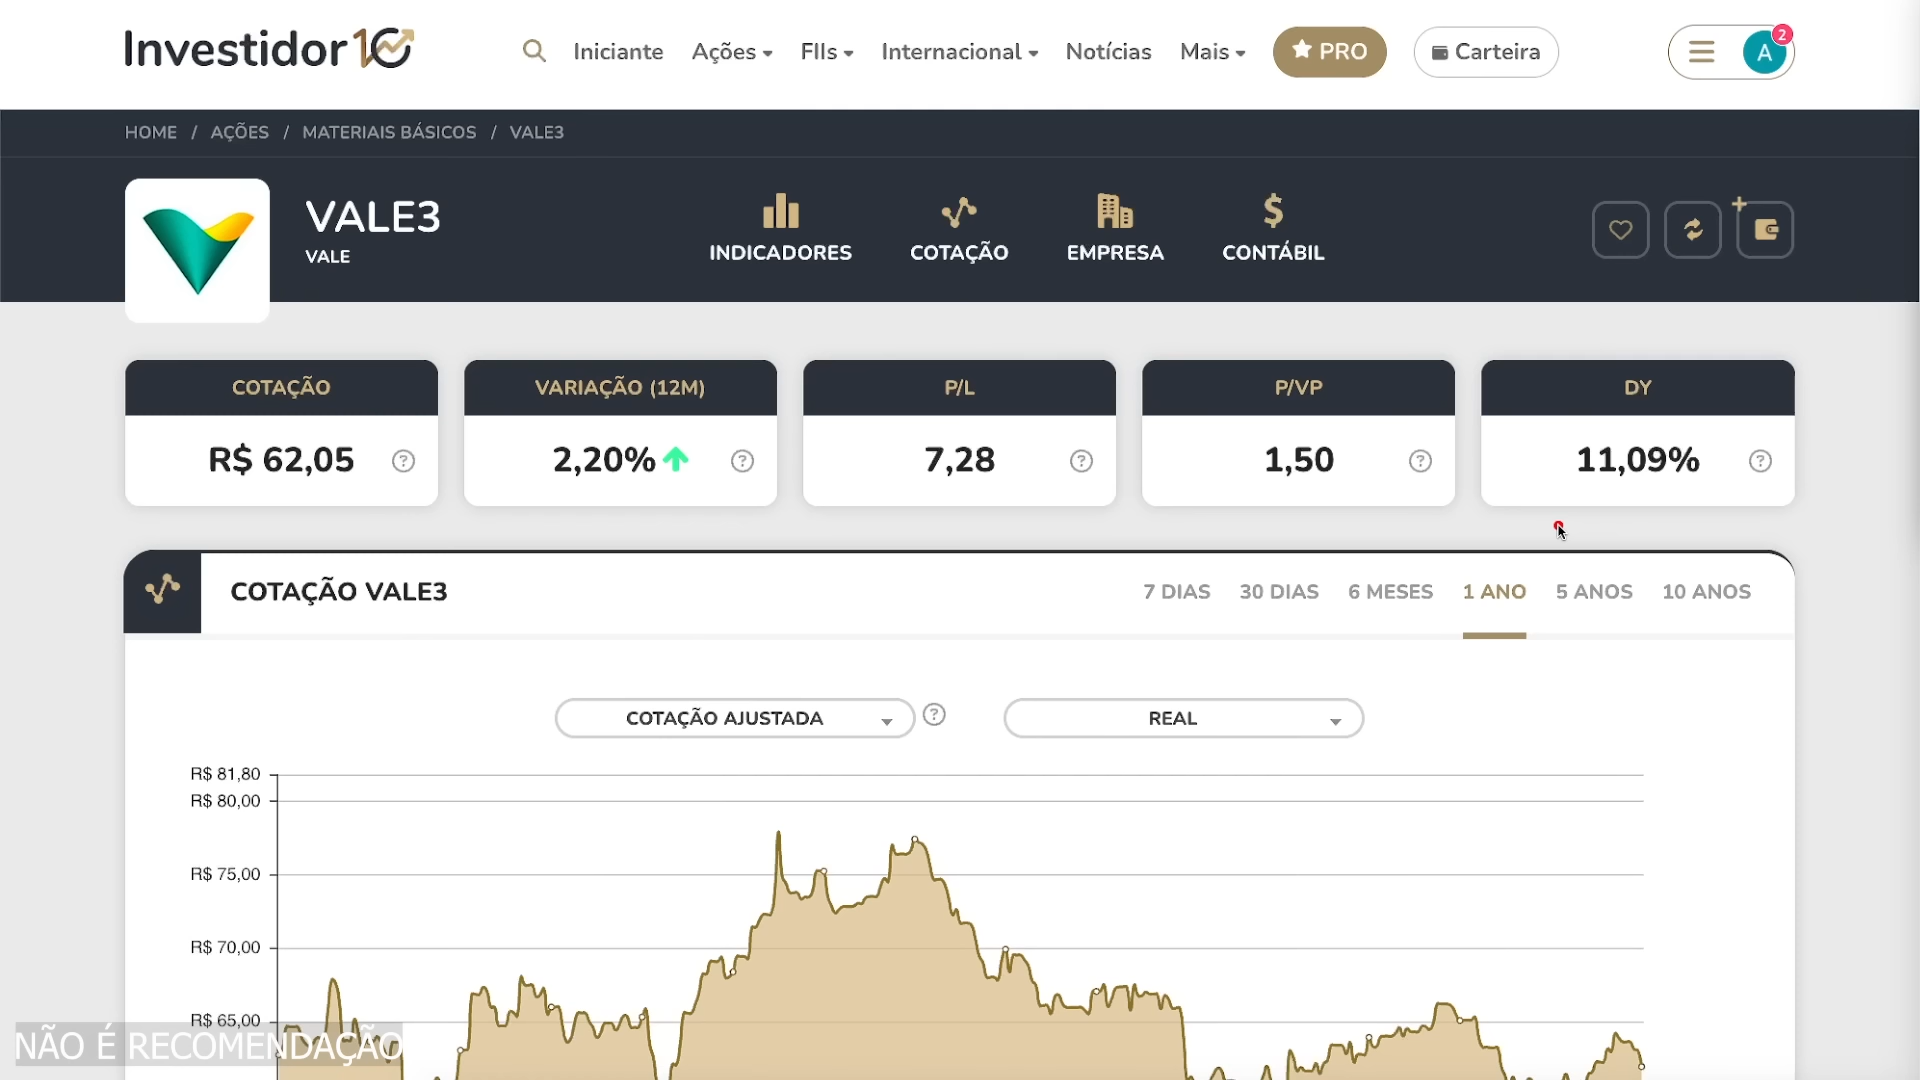 Investidor10
Iniciante Ações FIIs Internacional Notícias Mais PRO Carteira A 2
HOME / AÇÕES / MATERIAIS BÁSICOS / VALE3
VALE3
VALE
INDICADORES COTAÇÃO EMPRESA CONTÁBIL
COTAÇÃO VARIAÇÃO (12M) P/L P/VP DY
R$ 62,05 ? 2,20% ? 7,28 ? 1,50 ? 11,09% ?
COTAÇÃO VALE3 7 DIAS 30 DIAS 6 MESES 1 ANO 5 ANOS 10 ANOS
COTAÇÃO AJUSTADA ? REAL
R$ 81,80
R$ 80,00
R$ 75,00
R$ 70,00
R$ 65,00
NÃO É RECOMENDAÇÃO